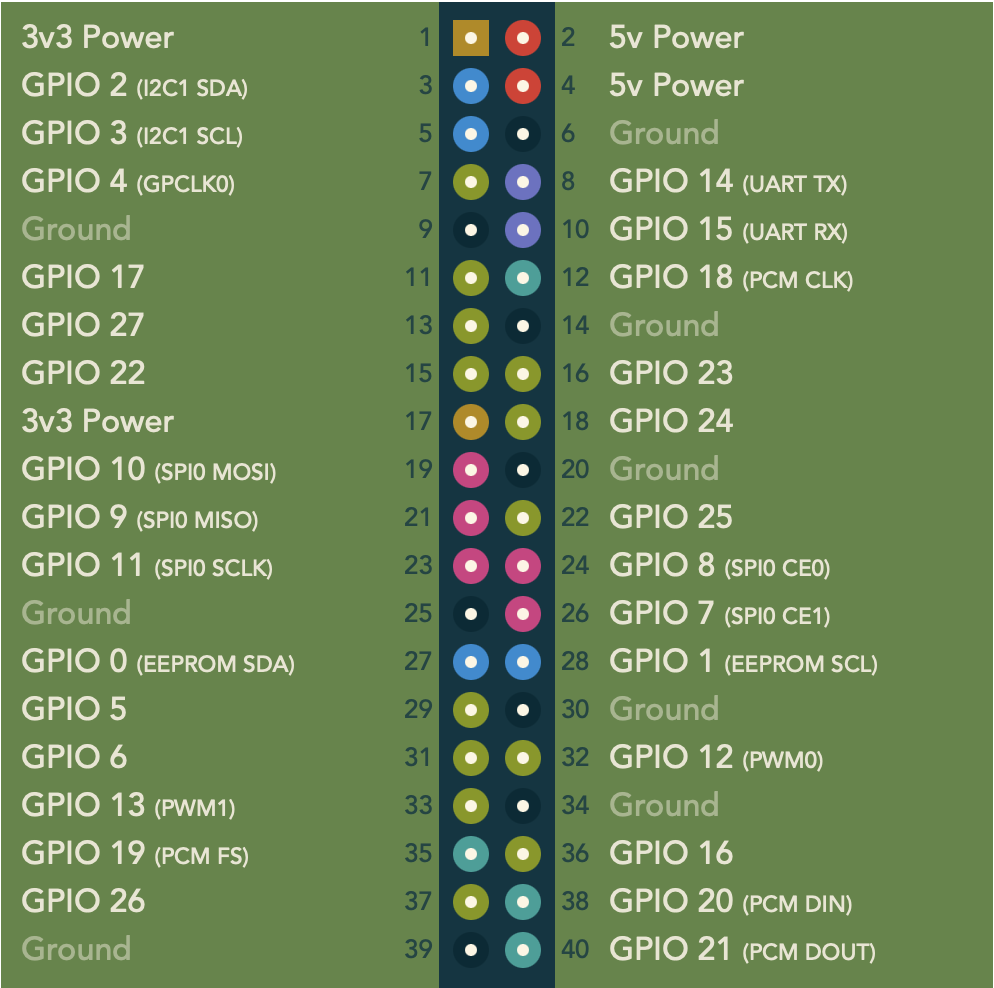 3v3 Power 1 2 5v Power
GPIO 2 (I2C1 SDA) 3 4 5v Power
GPIO 3 (I2C1 SCL) 5 6 Ground
GPIO 4 (GPCLK0) 7 8 GPIO 14 (UART TX)
Ground 9 10 GPIO 15 (UART RX)
GPIO 17 11 12 GPIO 18 (PCM CLK)
GPIO 27 13 14 Ground
GPIO 22 15 16 GPIO 23
3v3 Power 17 18 GPIO 24
GPIO 10 (SPI0 MOSI) 19 20 Ground
GPIO 9 (SPI0 MISO) 21 22 GPIO 25
GPIO 11 (SPI0 SCLK) 23 24 GPIO 8 (SPI0 CE0)
Ground 25 26 GPIO 7 (SPI0 CE1)
GPIO 0 (EEPROM SDA) 27 28 GPIO 1 (EEPROM SCL)
GPIO 5 29 30 Ground
GPIO 6 31 32 GPIO 12 (PWM0)
GPIO 13 (PWM1) 33 34 Ground
GPIO 19 (PCM FS) 35 36 GPIO 16
GPIO 26 37 38 GPIO 20 (PCM DIN)
Ground 39 40 GPIO 21 (PCM DOUT)